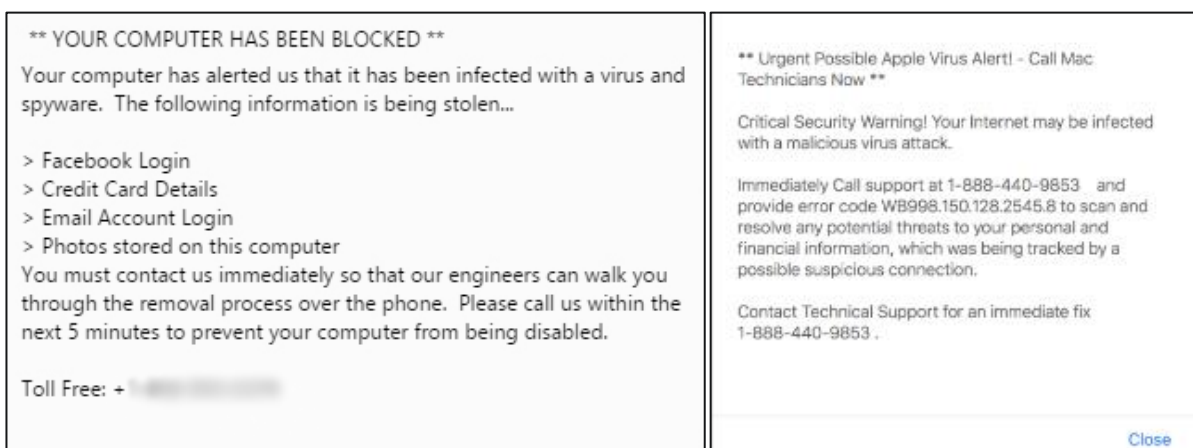 ** YOUR COMPUTER HAS BEEN BLOCKED **
Your computer has alerted us that it has been infected with a virus and
spyware. The following information is being stolen...
> Facebook Login
> Credit Card Details
> Email Account Login
> Photos stored on this computer
You must contact us immediately so that our engineers can walk you
through the removal process over the phone. Please call us within the
next 5 minutes to prevent your computer from being disabled.
Toll Free: +
** Urgent Possible Apple Virus Alert! - Call Mac
Technicians Now **
Critical Security Warning! Your Internet may be infected
with a malicious virus attack.
Immediately Call support at 1-888-440-9853 and
provide error code WB998.150.128.2545.8 to scan and
resolve any potential threats to your personal and
financial information, which was being tracked by a
possible suspicious connection.
Contact Technical Support for an immediate fix
1-888-440-9853 .
Close